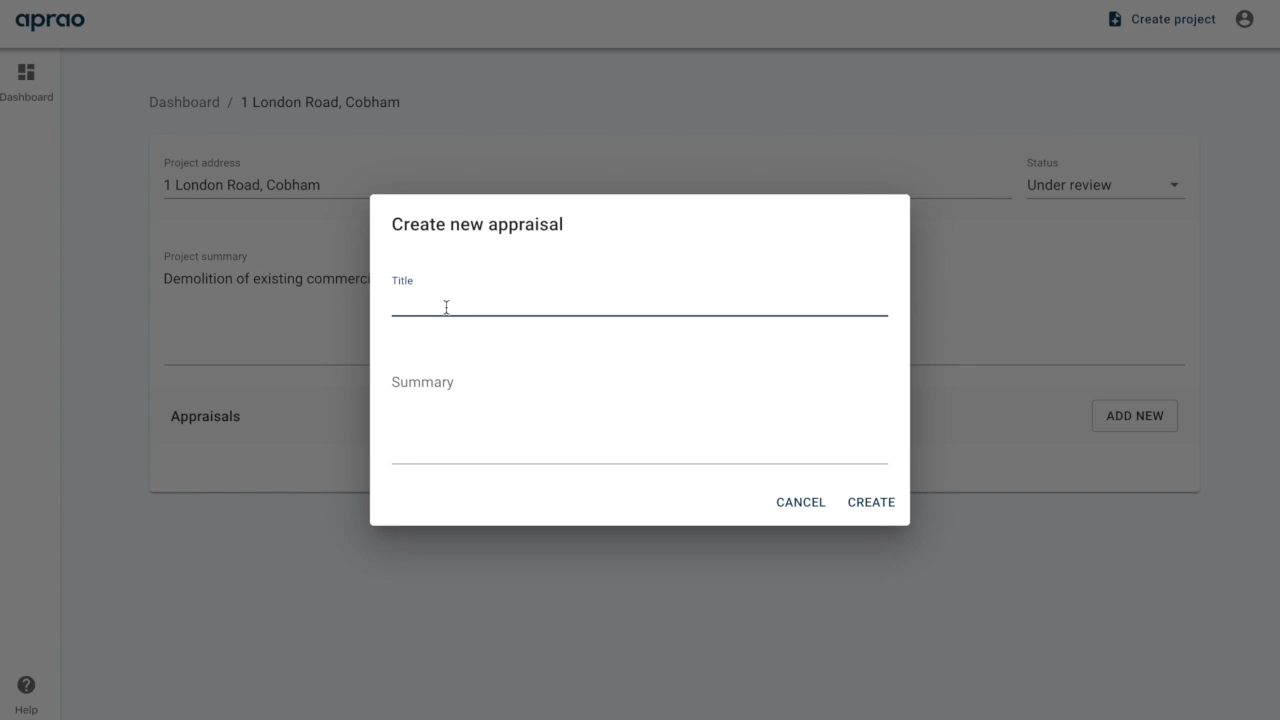 aprao
Create project
Dashboard
Dashboard / 1 London Road, Cobham
Project address
1 London Road, Cobham
Status
Under review
Project summary
Demolition of existing
Appraisals
ADD NEW
Create new appraisal
Title
Summary
CANCEL
CREATE
Help